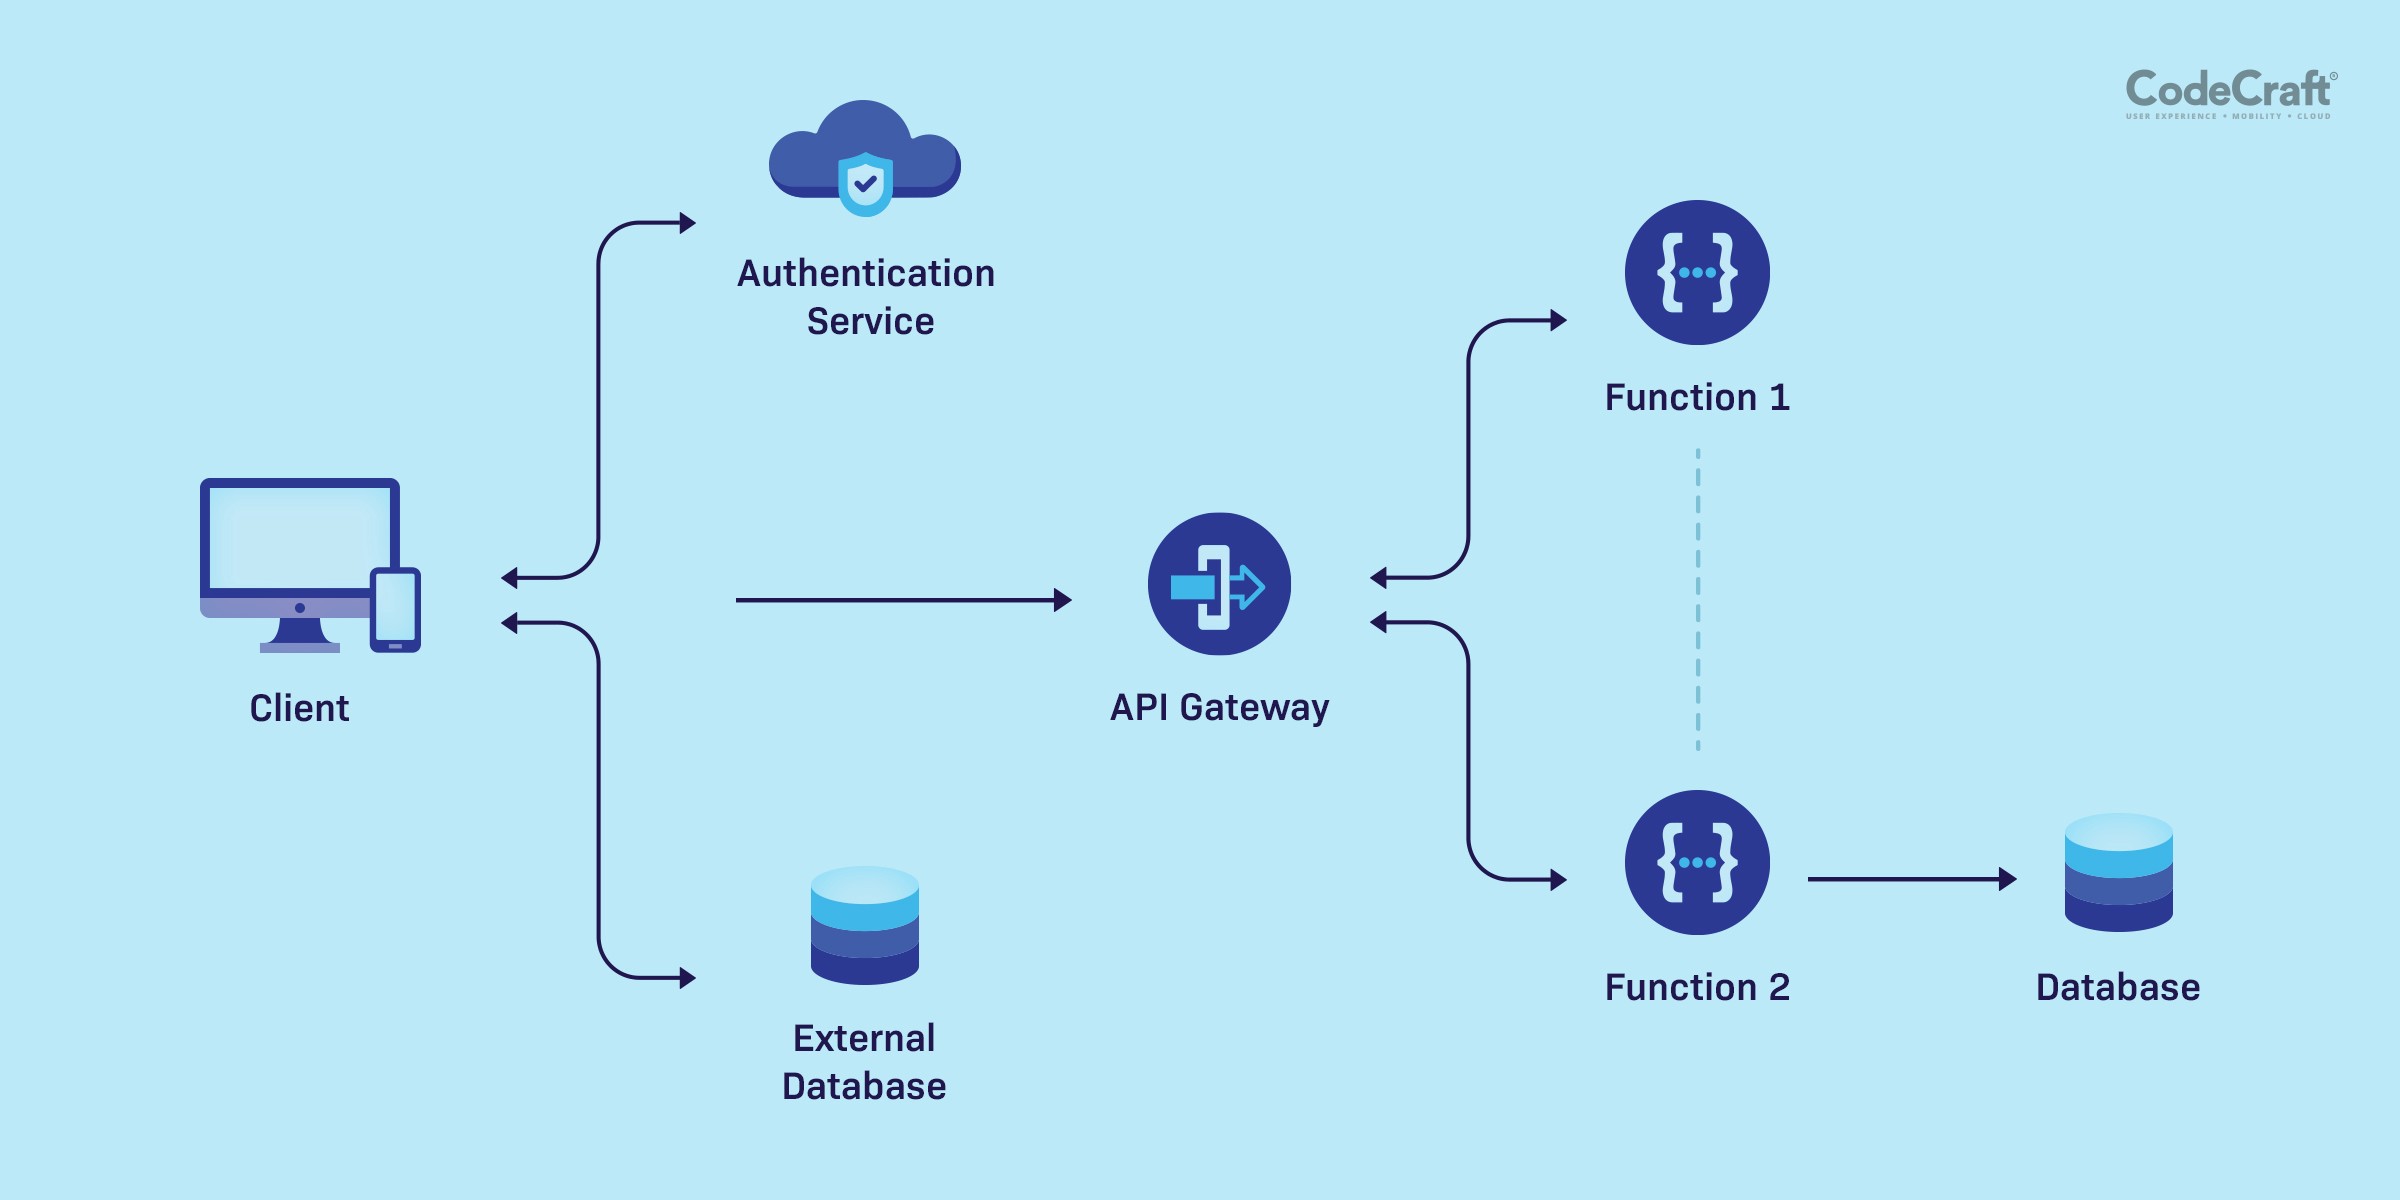 CodeCraft®
USER EXPERIENCE • MOBILITY • CLOUD
Authentication
Service
Function 1
Client
API Gateway
Function 2
Database
External
Database